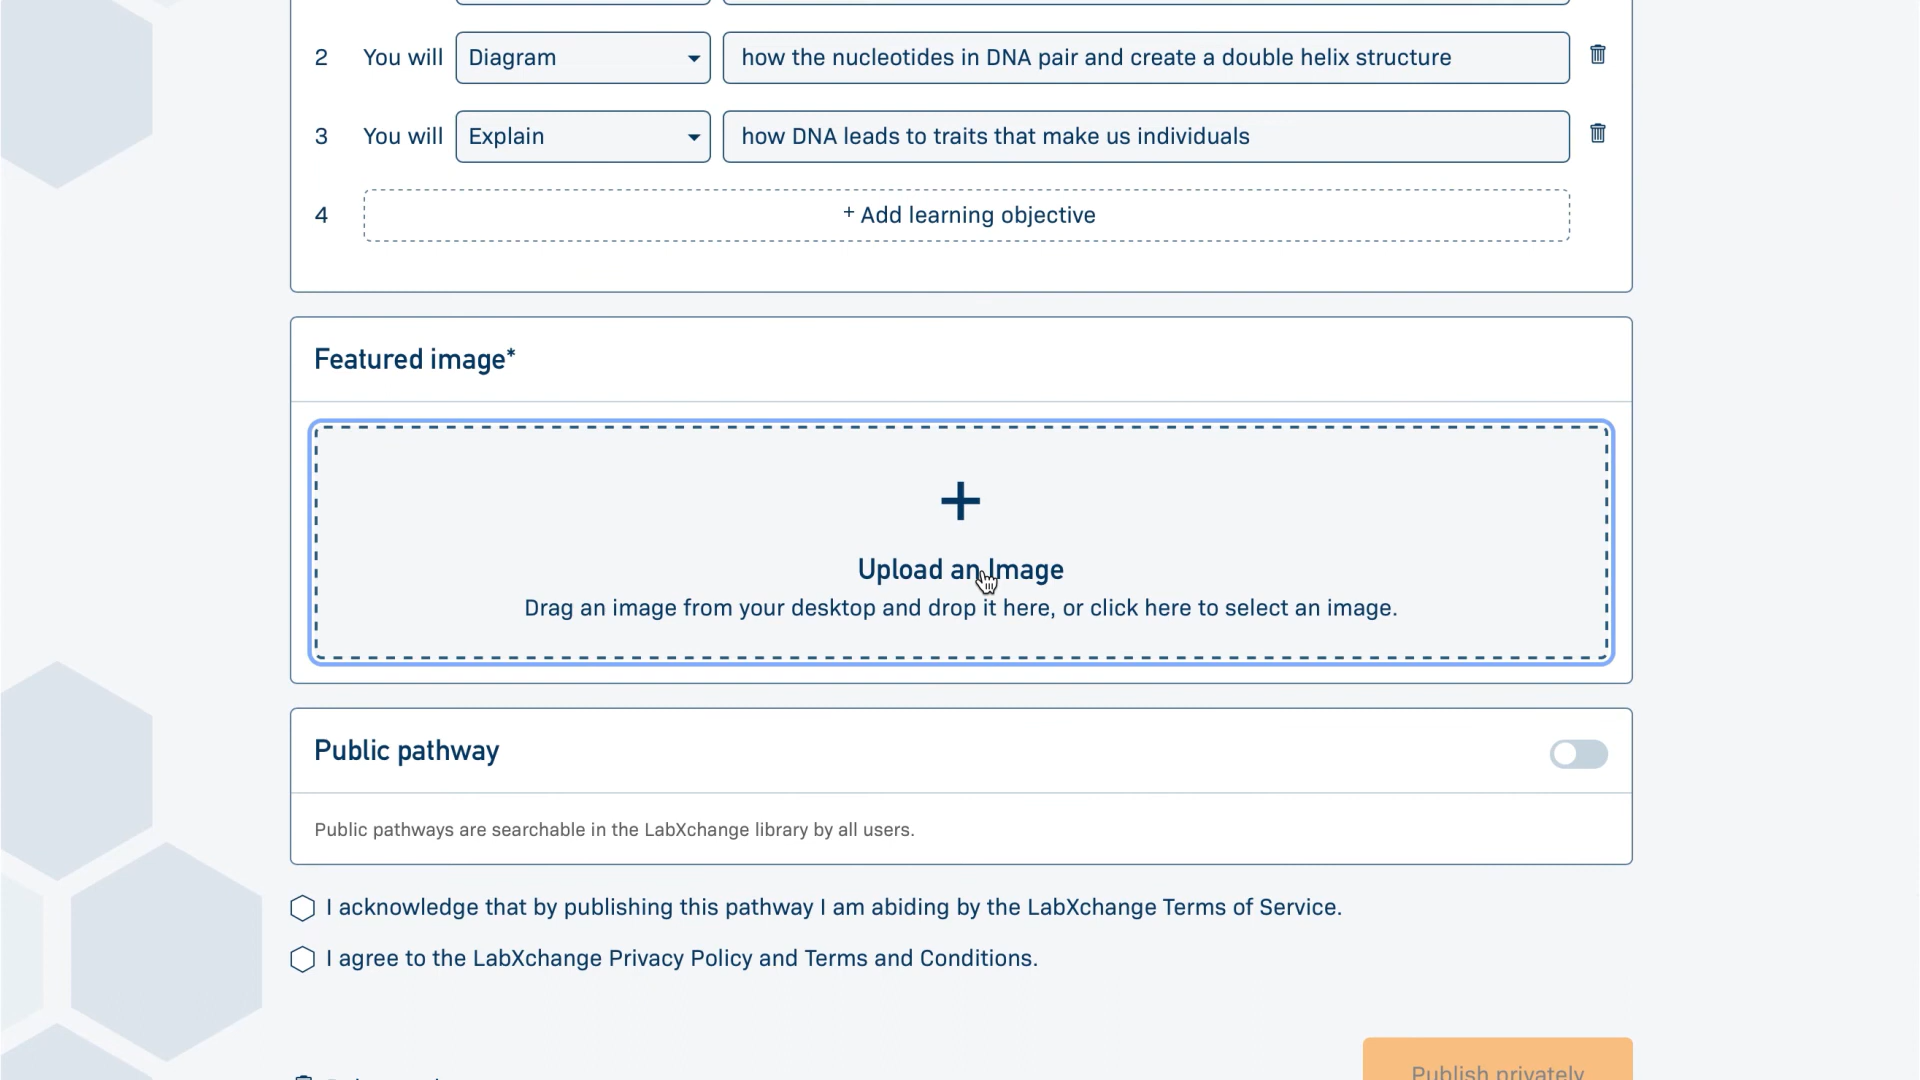 2 You will Diagram how the nucleotides in DNA pair and create a double helix structure
3 You will Explain how DNA leads to traits that make us individuals
4 + Add learning objective
Featured image*
Upload an Image
Drag an image from your desktop and drop it here, or click here to select an image.
Public pathway
Public pathways are searchable in the LabXchange library by all users.
I acknowledge that by publishing this pathway I am abiding by the LabXchange Terms of Service.
I agree to the LabXchange Privacy Policy and Terms and Conditions.
Publish privately